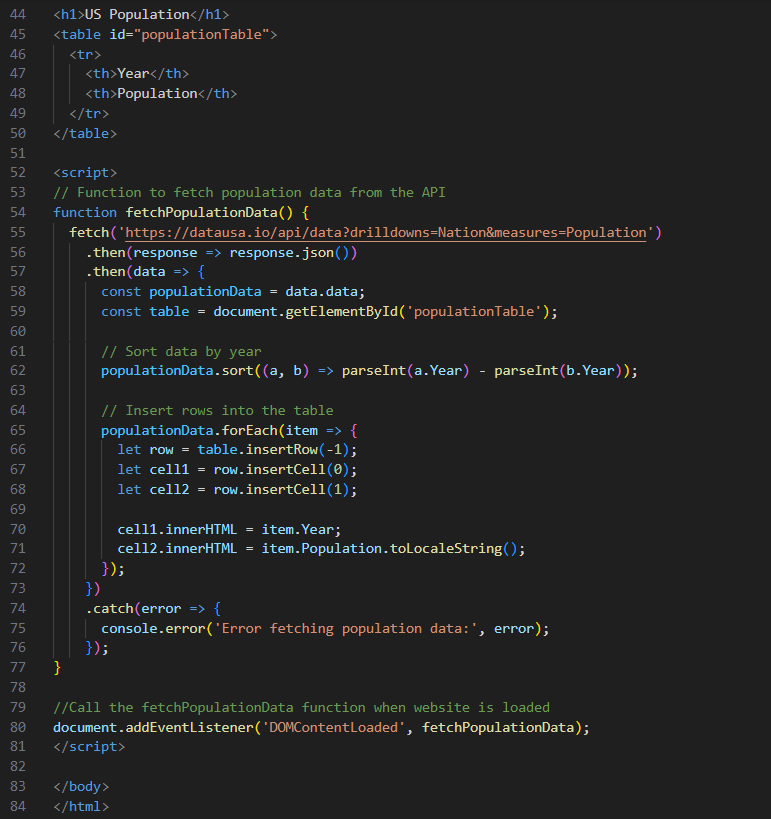 44 <h1>US Population</h1>
45 <table id="populationTable">
46 <tr>
47 <th>Year</th>
48 <th>Population</th>
49 </tr>
50 </table>
51
52 <script>
53 // Function to fetch population data from the API
54 function fetchPopulationData() {
55 fetch('https://datausa.io/api/data?drilldowns=Nation&measures=Population')
56 .then(response => response.json())
57 .then(data => {
58 const populationData = data.data;
59 const table = document.getElementById('populationTable');
60
61 // Sort data by year
62 populationData.sort((a, b) => parseInt(a.Year) - parseInt(b.Year));
63
64 // Insert rows into the table
65 populationData.forEach(item => {
66 let row = table.insertRow(-1);
67 let cell1 = row.insertCell(0);
68 let cell2 = row.insertCell(1);
69
70 cell1.innerHTML = item.Year;
71 cell2.innerHTML = item.Population.toLocaleString();
72 });
73 })
74 .catch(error => {
75 console.error('Error fetching population data:', error);
76 });
77 }
78
79 //Call the fetchPopulationData function when website is loaded
80 document.addEventListener('DOMContentLoaded', fetchPopulationData);
81 </script>
82
83 </body>
84 </html>